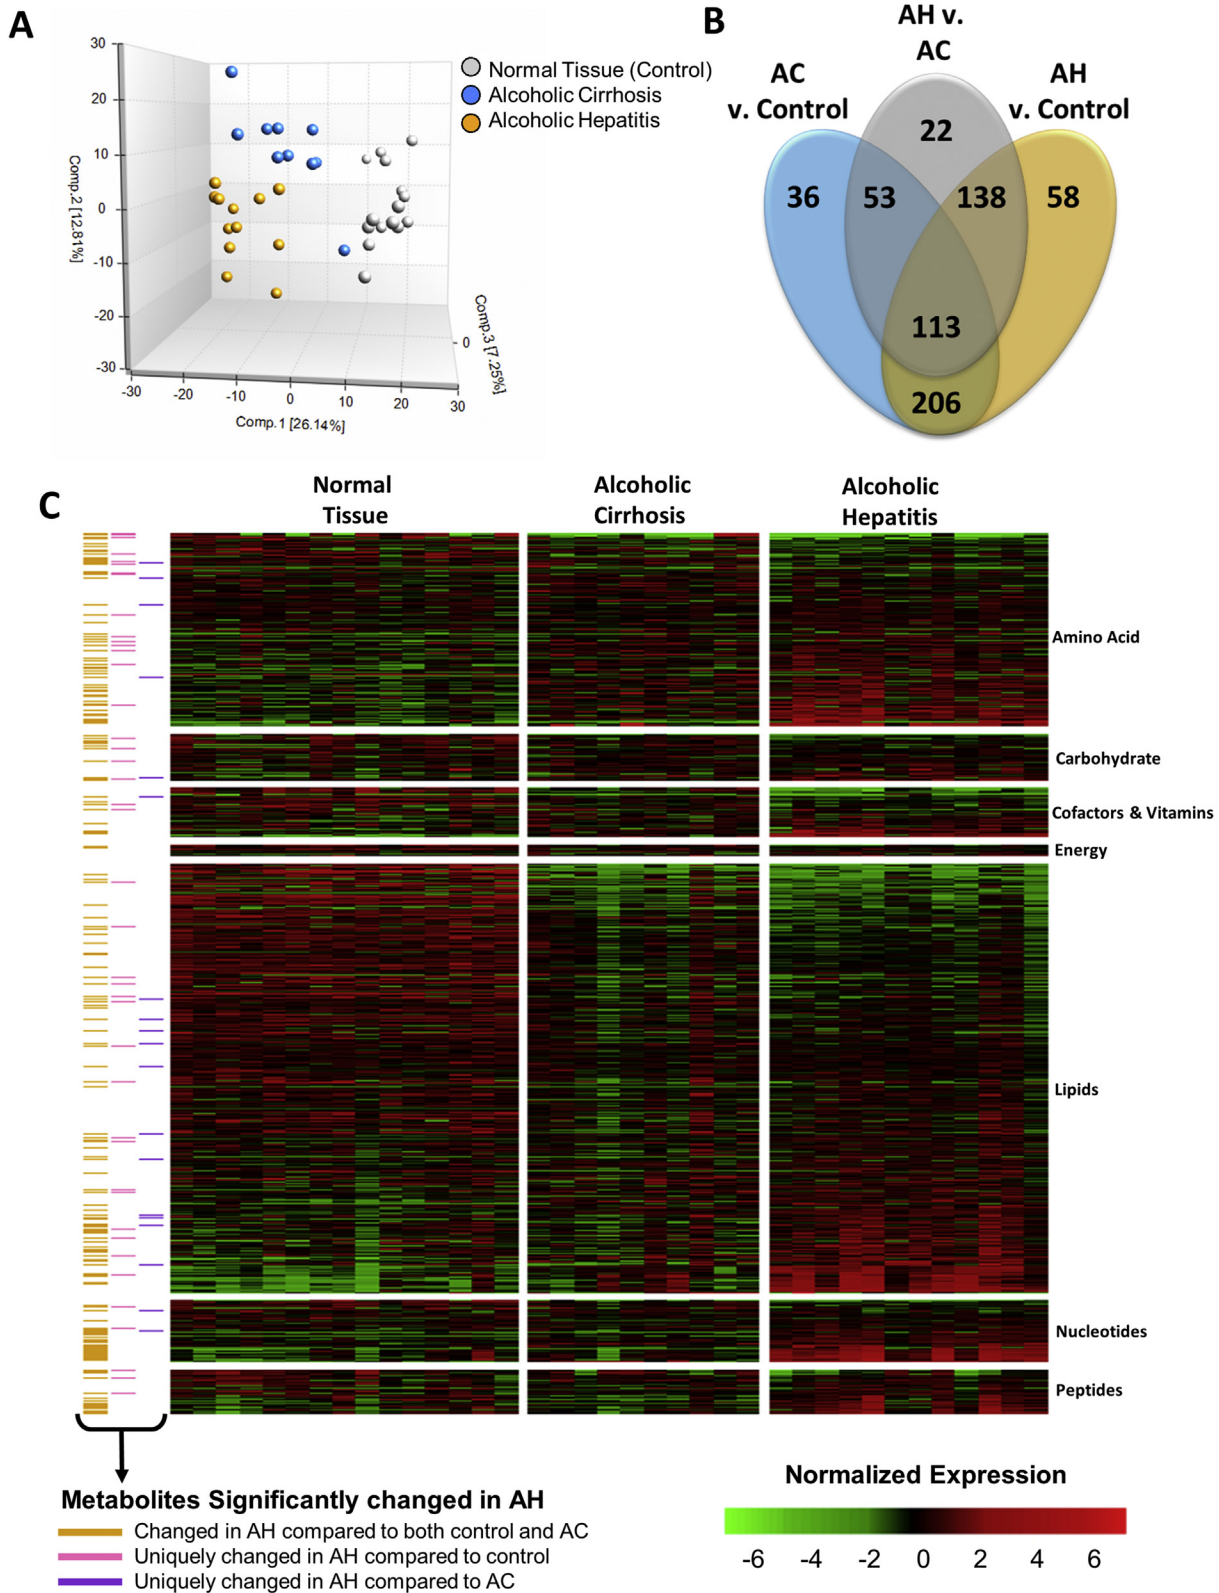 A
30
20
10
0
-10
-20
-30
Comp.2 [12.81%]
-30
-20
-10
0
10
20
30
Comp.1 [26.14%]
0
Comp.3 [7.25%]
Normal Tissue (Control)
Alcoholic Cirrhosis
Alcoholic Hepatitis
B
AH v.
AC
AC
v. Control
AH
v. Control
22
36
53
138
58
113
206
C
Normal
Tissue
Alcoholic
Cirrhosis
Alcoholic
Hepatitis
Amino Acid
Carbohydrate
Cofactors & Vitamins
Energy
Lipids
Nucleotides
Peptides
Metabolites Significantly changed in AH
Changed in AH compared to both control and AC
Uniquely changed in AH compared to control
Uniquely changed in AH compared to AC
Normalized Expression
-6 -4 -2 0 2 4 6